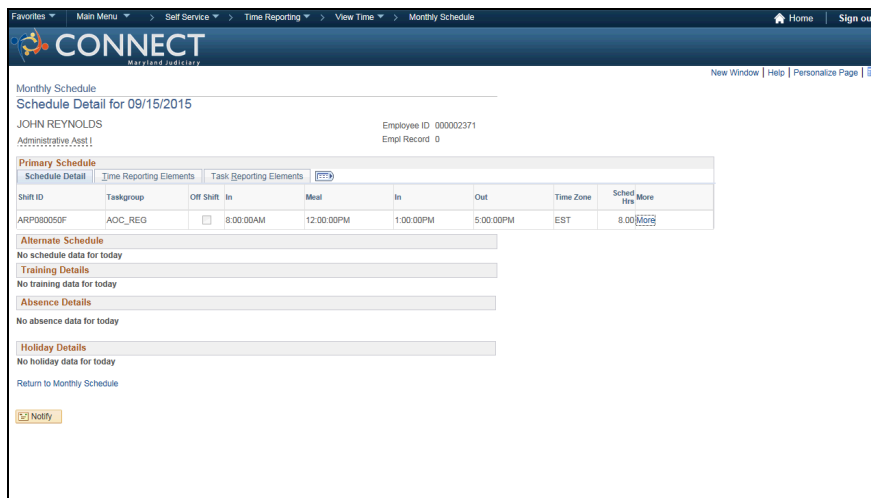 Favorites Main Menu > Self Service > Time Reporting > View Time > Monthly Schedule Home Sign ou
CONNECT
Maryland Judiciary
New Window | Help | Personalize Page |
Monthly Schedule
Schedule Detail for 09/15/2015
JOHN REYNOLDS Employee ID 000002371
Administrative Asst I Empl Record 0
Primary Schedule
Schedule Detail Time Reporting Elements Task Reporting Elements
Shift ID Taskgroup Off Shift In Meal In Out Time Zone Sched Hrs More
ARP080050F AOC_REG 8:00:00AM 12:00:00PM 1:00:00PM 5:00:00PM EST 8.00 More
Alternate Schedule
No schedule data for today
Training Details
No training data for today
Absence Details
No absence data for today
Holiday Details
No holiday data for today
Return to Monthly Schedule
Notify